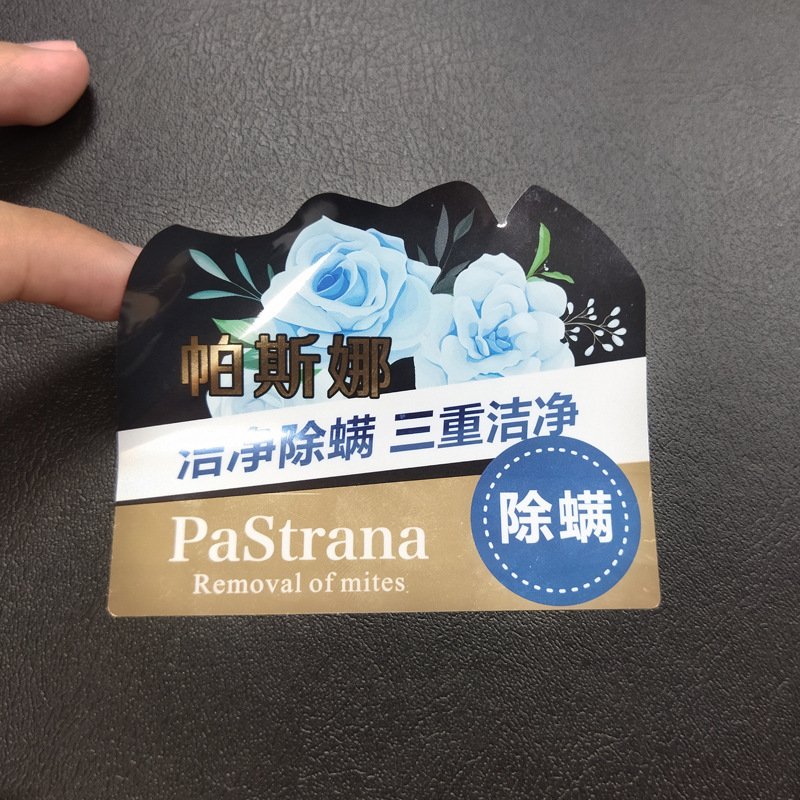 帕斯娜
洁净除螨 三重洁净
除螨
PaStrana
Removal of mites